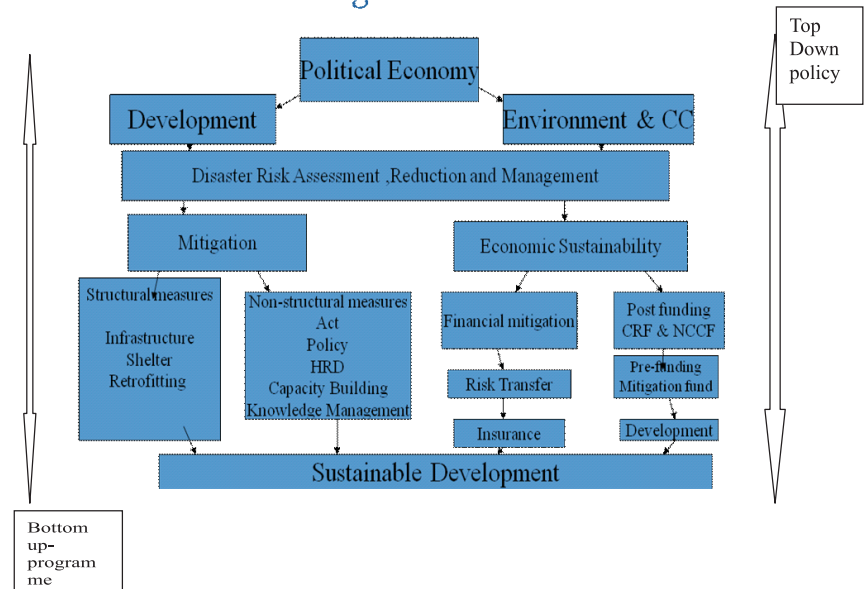 Top
Down
policy
Political Economy
Development
Environment & CC
Disaster Risk Assessment ,Reduction and Management
Mitigation
Economic Sustainability
Structural measures
Infrastructure
Shelter
Retrofitting
Non-structural measures
Act
Policy
HRD
Capacity Building
Knowledge Management
Financial mitigation
Risk Transfer
Insurance
Post funding
CRF & NCCF
Pre-funding
Mitigation fund
Development
Sustainable Development
Bottom
up-
program
me